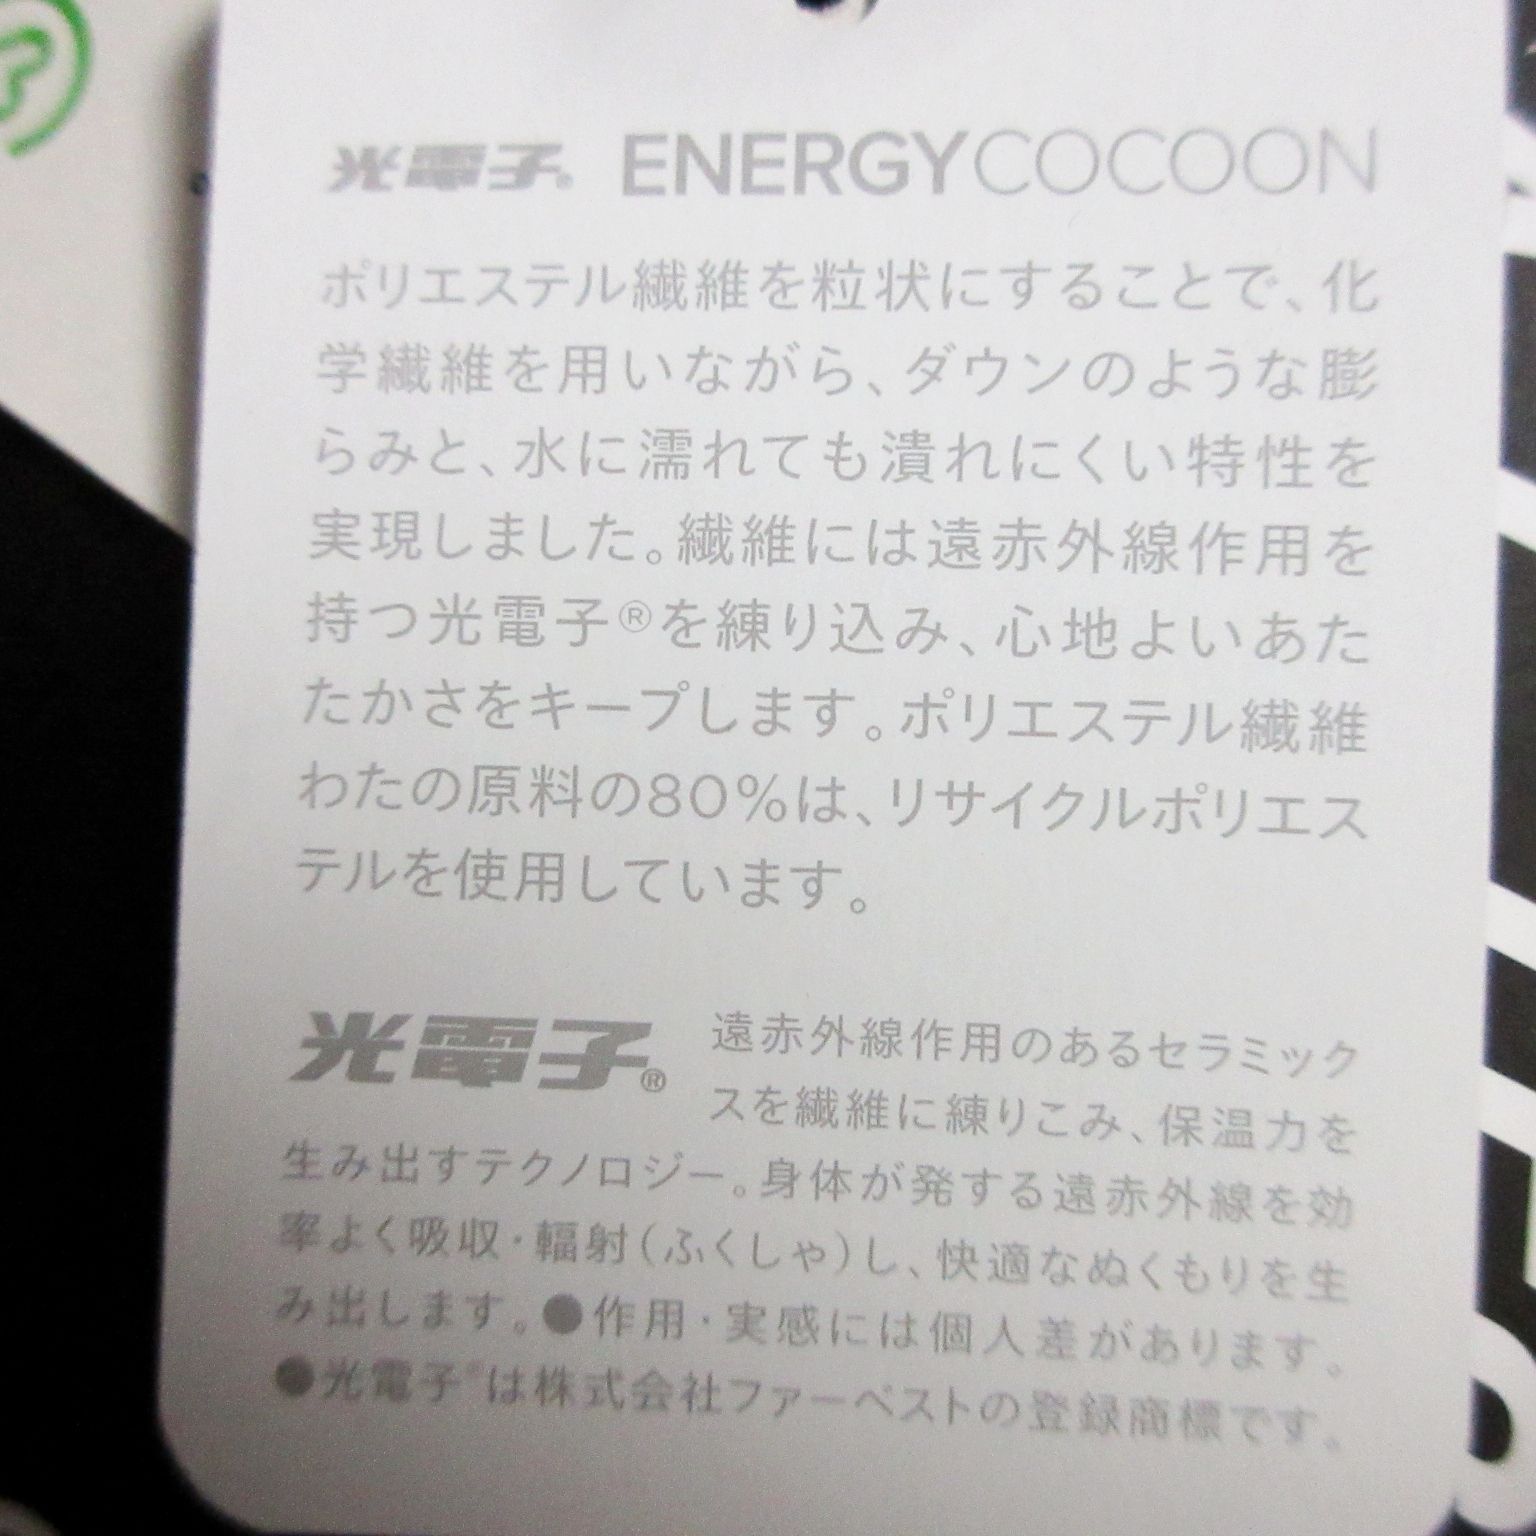 光電子® ENERGYCOCOON
ポリエステル繊維を粒状にすることで、化
学繊維を用いながら、ダウンのような膨
らみと、水に濡れても潰れにくい特性を
実現しました。繊維には遠赤外線作用を
持つ光電子®を練り込み、心地よいあた
たかさをキープします。ポリエステル繊維
わたの原料の80%は、リサイクルポリエス
テルを使用しています。
光電子®
遠赤外線作用のあるセラミック
スを繊維に練りこみ、保温力を
生み出すテクノロジー。身体が発する遠赤外線を効
率よく吸収・輻射(ふくしゃ)し、快適なぬくもりを生
み出します。●作用・実感には個人差があります。
●光電子®は株式会社ファーベストの登録商標です。